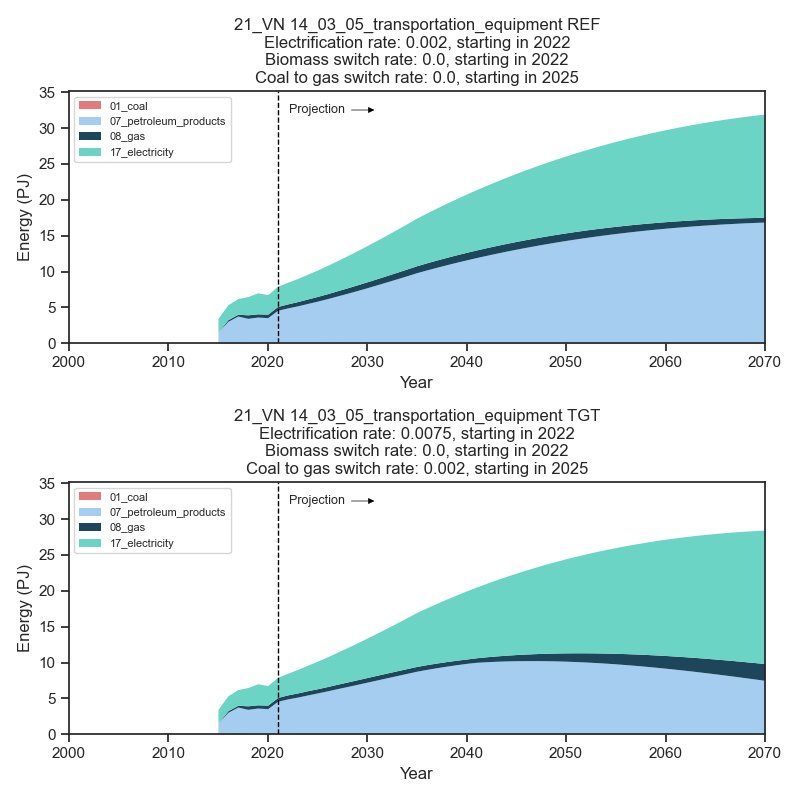 21_VN 14_03_05_transportation_equipment REF
Electrification rate: 0.002, starting in 2022
Biomass switch rate: 0.0, starting in 2022
Coal to gas switch rate: 0.0, starting in 2025
35
30
25
20
15
10
5
0
Energy (PJ)
01_coal
07_petroleum_products
08_gas
17_electricity
Projection
2000 2010 2020 2030 2040 2050 2060 2070
Year
21_VN 14_03_05_transportation_equipment TGT
Electrification rate: 0.0075, starting in 2022
Biomass switch rate: 0.0, starting in 2022
Coal to gas switch rate: 0.002, starting in 2025
35
30
25
20
15
10
5
0
Energy (PJ)
01_coal
07_petroleum_products
08_gas
17_electricity
Projection
2000 2010 2020 2030 2040 2050 2060 2070
Year